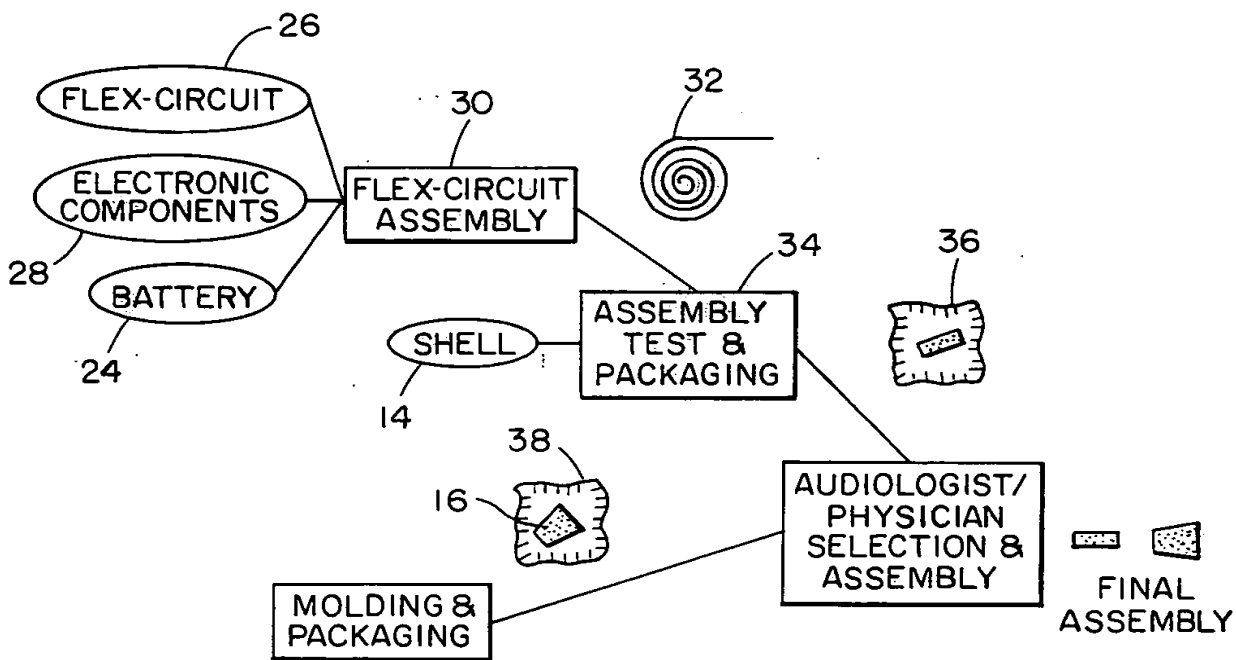 26
FLEX-CIRCUIT
30
32
ELECTRONIC
COMPONENTS
FLEX-CIRCUIT
ASSEMBLY
28
34
36
BATTERY
24
SHELL
14
ASSEMBLY
TEST &
PACKAGING
38
16
AUDIOLOGIST/
PHYSICIAN
SELECTION &
ASSEMBLY
FINAL
ASSEMBLY
MOLDING &
PACKAGING